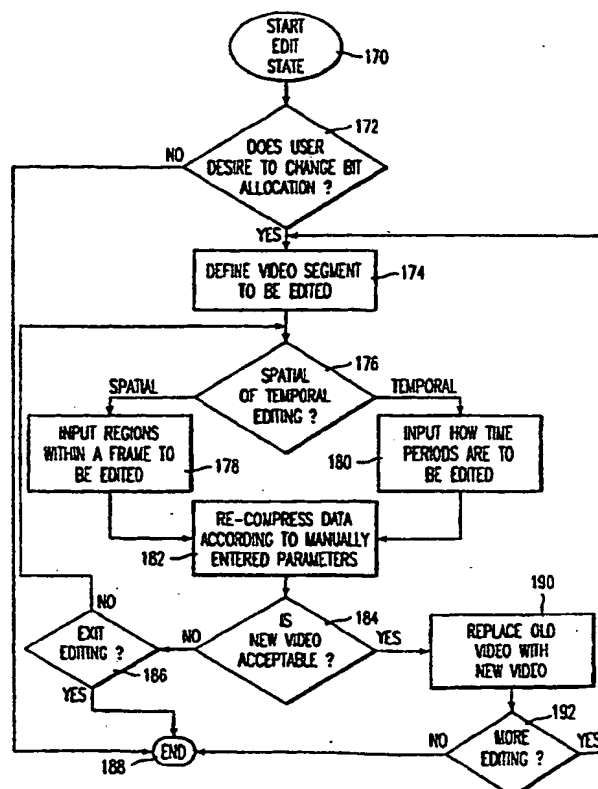 START
EDIT
STATE
170
172
DOES USER
DESIRE TO CHANGE BIT
ALLOCATION ?
NO
YES
DEFINE VIDEO SEGMENT
TO BE EDITED
174
176
SPATIAL
OF TEMPORAL
EDITING ?
SPATIAL
TEMPORAL
INPUT REGIONS
WITHIN A FRAME TO
BE EDITED
178
INPUT HOW TIME
PERIODS ARE TO
BE EDITED
180
RE-COMPRESS DATA
ACCORDING TO MANUALLY
ENTERED PARAMETERS
182
IS
NEW VIDEO
ACCEPTABLE ?
184
NO
YES
EXIT
EDITING ?
186
NO
YES
190
REPLACE OLD
VIDEO WITH
NEW VIDEO
192
MORE
EDITING ?
NO
YES
END
188